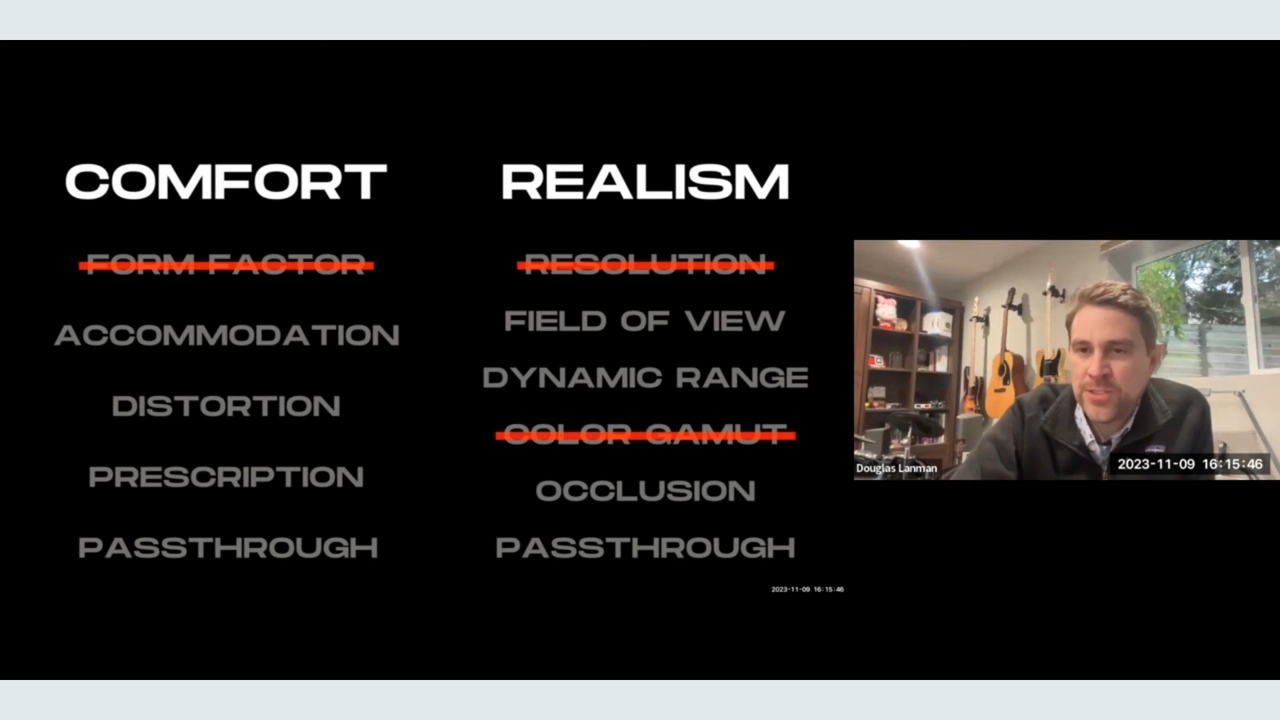 COMFORT
FORM FACTOR
ACCOMMODATION
DISTORTION
PRESCRIPTION
PASSTHROUGH
REALISM
RESOLUTION
FIELD OF VIEW
DYNAMIC RANGE
COLOR GAMUT
OCCLUSION
PASSTHROUGH
2023-11-09 16:15:46
Douglas Lanman
2023-11-09 16:15:46